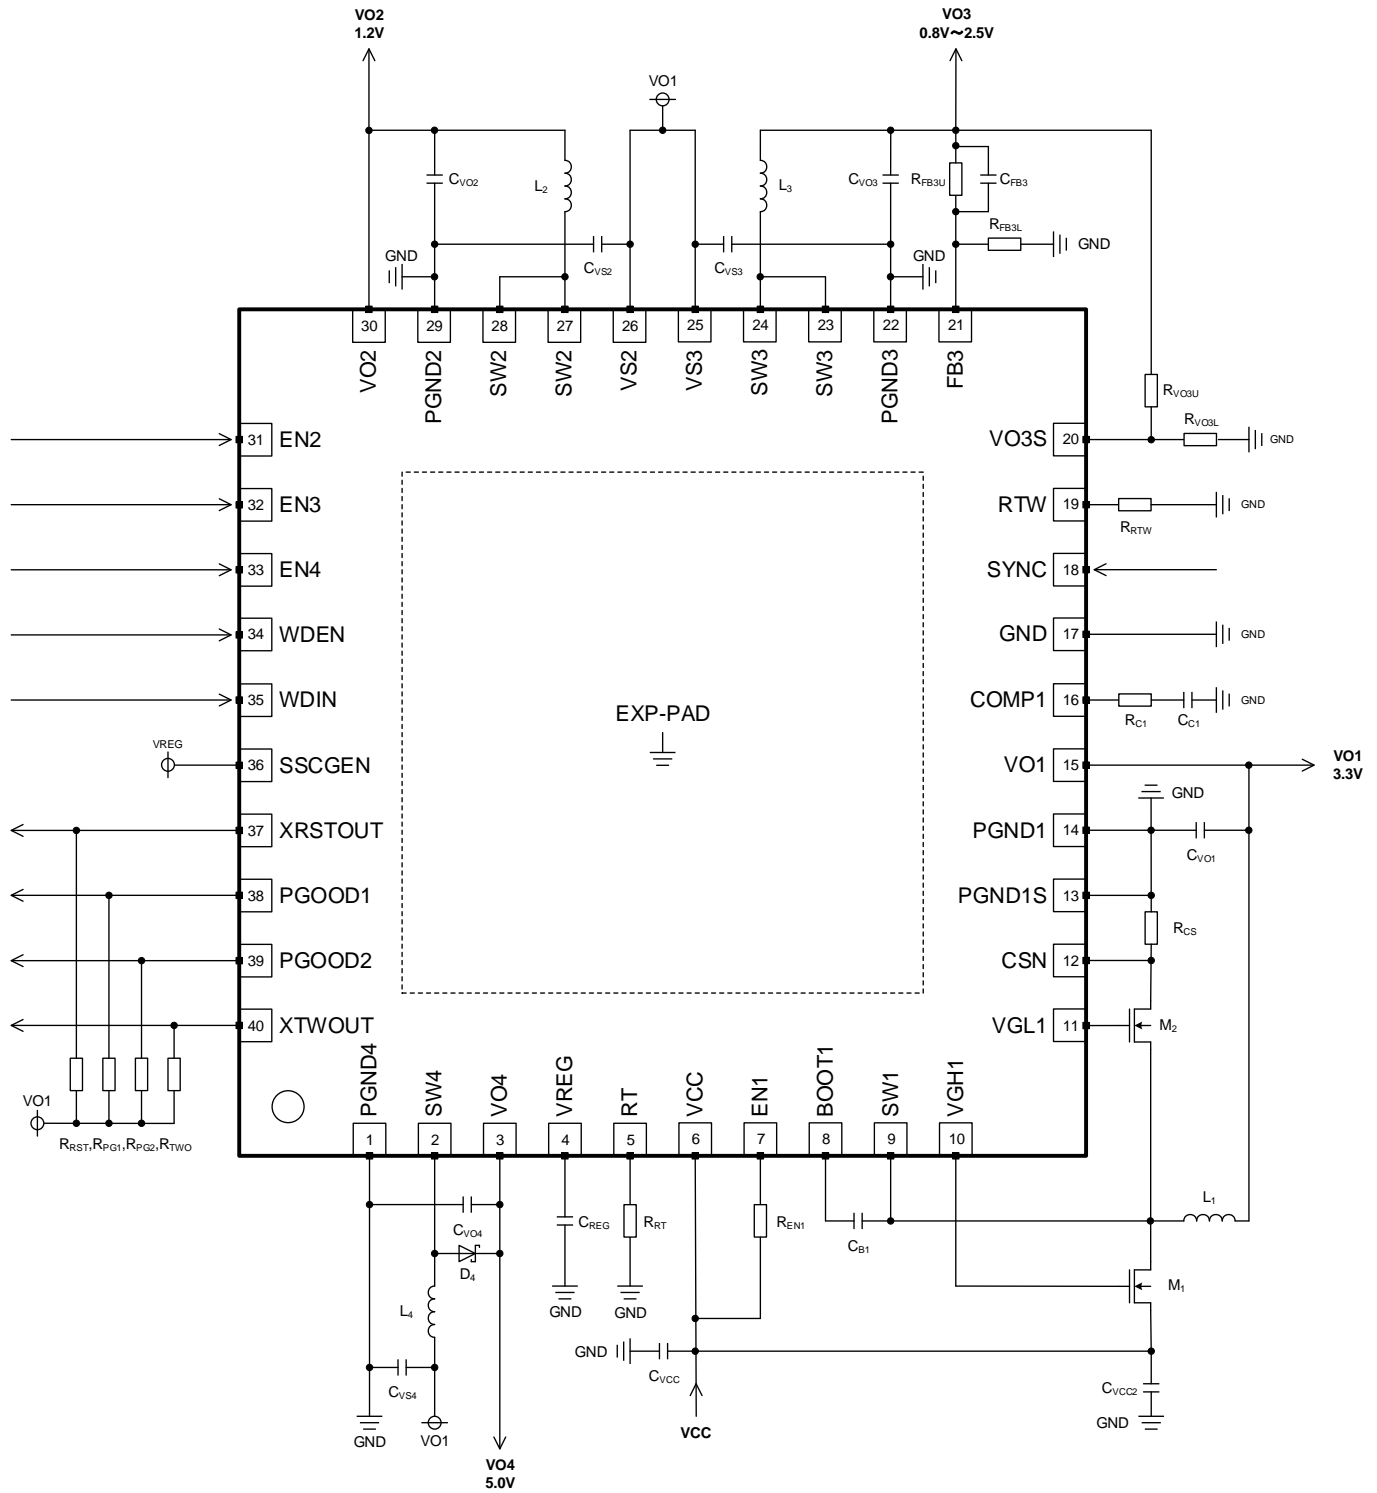 VO2
1.2V
VO3
0.8V～2.5V
VO1
CVO2
L2
CVS2
GND
L3
CVO3
RFB3U
CFB3
RFB3L
GND
CVS3
GND
30
29
28
27
26
25
24
23
22
21
VO2
PGND2
SW2
SW2
VS2
VS3
SW3
SW3
PGND3
FB3
RVO3U
RVO3L
GND
31 EN2
32 EN3
33 EN4
34 WDEN
35 WDIN
VREG
36 SSCGEN
37 XRSTOUT
38 PGOOD1
39 PGOOD2
40 XTWOUT
VO1
RRST,RPG1,RPG2,RTWO
EXP-PAD
VO3S 20
RTW 19
RRTW
GND
SYNC 18
GND 17
GND
COMP1 16
RC1
CC1
GND
VO1 15
VO1
3.3V
GND
PGND1 14
CVO1
PGND1S 13
RCS
CSN 12
VGL1 11
M2
PGND4
SW4
VO4
VREG
RT
VCC
EN1
BOOT1
SW1
VGH1
1
2
3
4
5
6
7
8
9
10
CVO4
D4
L4
CVS4
GND
VO1
VO4
5.0V
CREG
GND
RRT
GND
REN1
CB1
L1
M1
GND
CVCC
VCC
CVCC2
GND